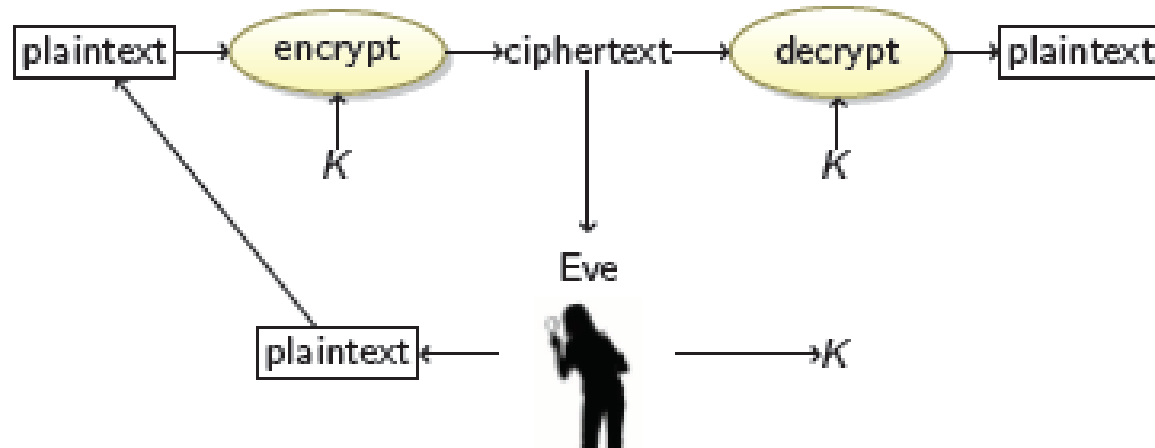 plaintext encrypt ciphertext decrypt plaintext
K K
Eve
plaintext K